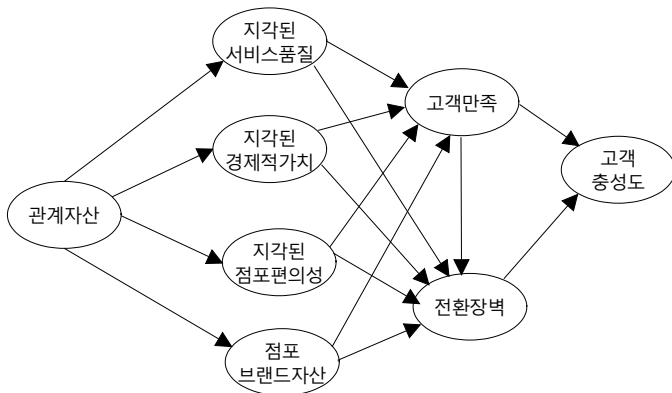 지각된
서비스품질
고객만족
지각된
경제적가치
고객
충성도
관계자산
지각된
점포편의성
전환장벽
점포
브랜드자산